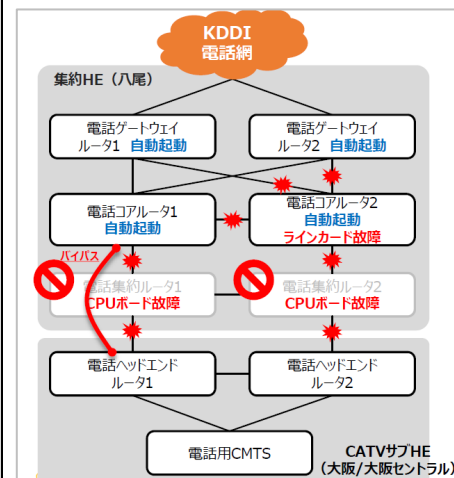 KDDI
電話網
集約HE（八尾）
電話ゲートウェイ
ルータ1 自動起動
電話ゲートウェイ
ルータ2 自動起動
電話コアルータ1
自動起動
電話コアルータ2
自動起動
ラインカード故障
バイパス
電話集約ルータ1
CPUボード故障
電話集約ルータ2
CPUボード故障
電話ヘッドエンド
ルータ1
電話ヘッドエンド
ルータ2
電話用CMTS
CATVサブHE
（大阪/大阪セントラル）